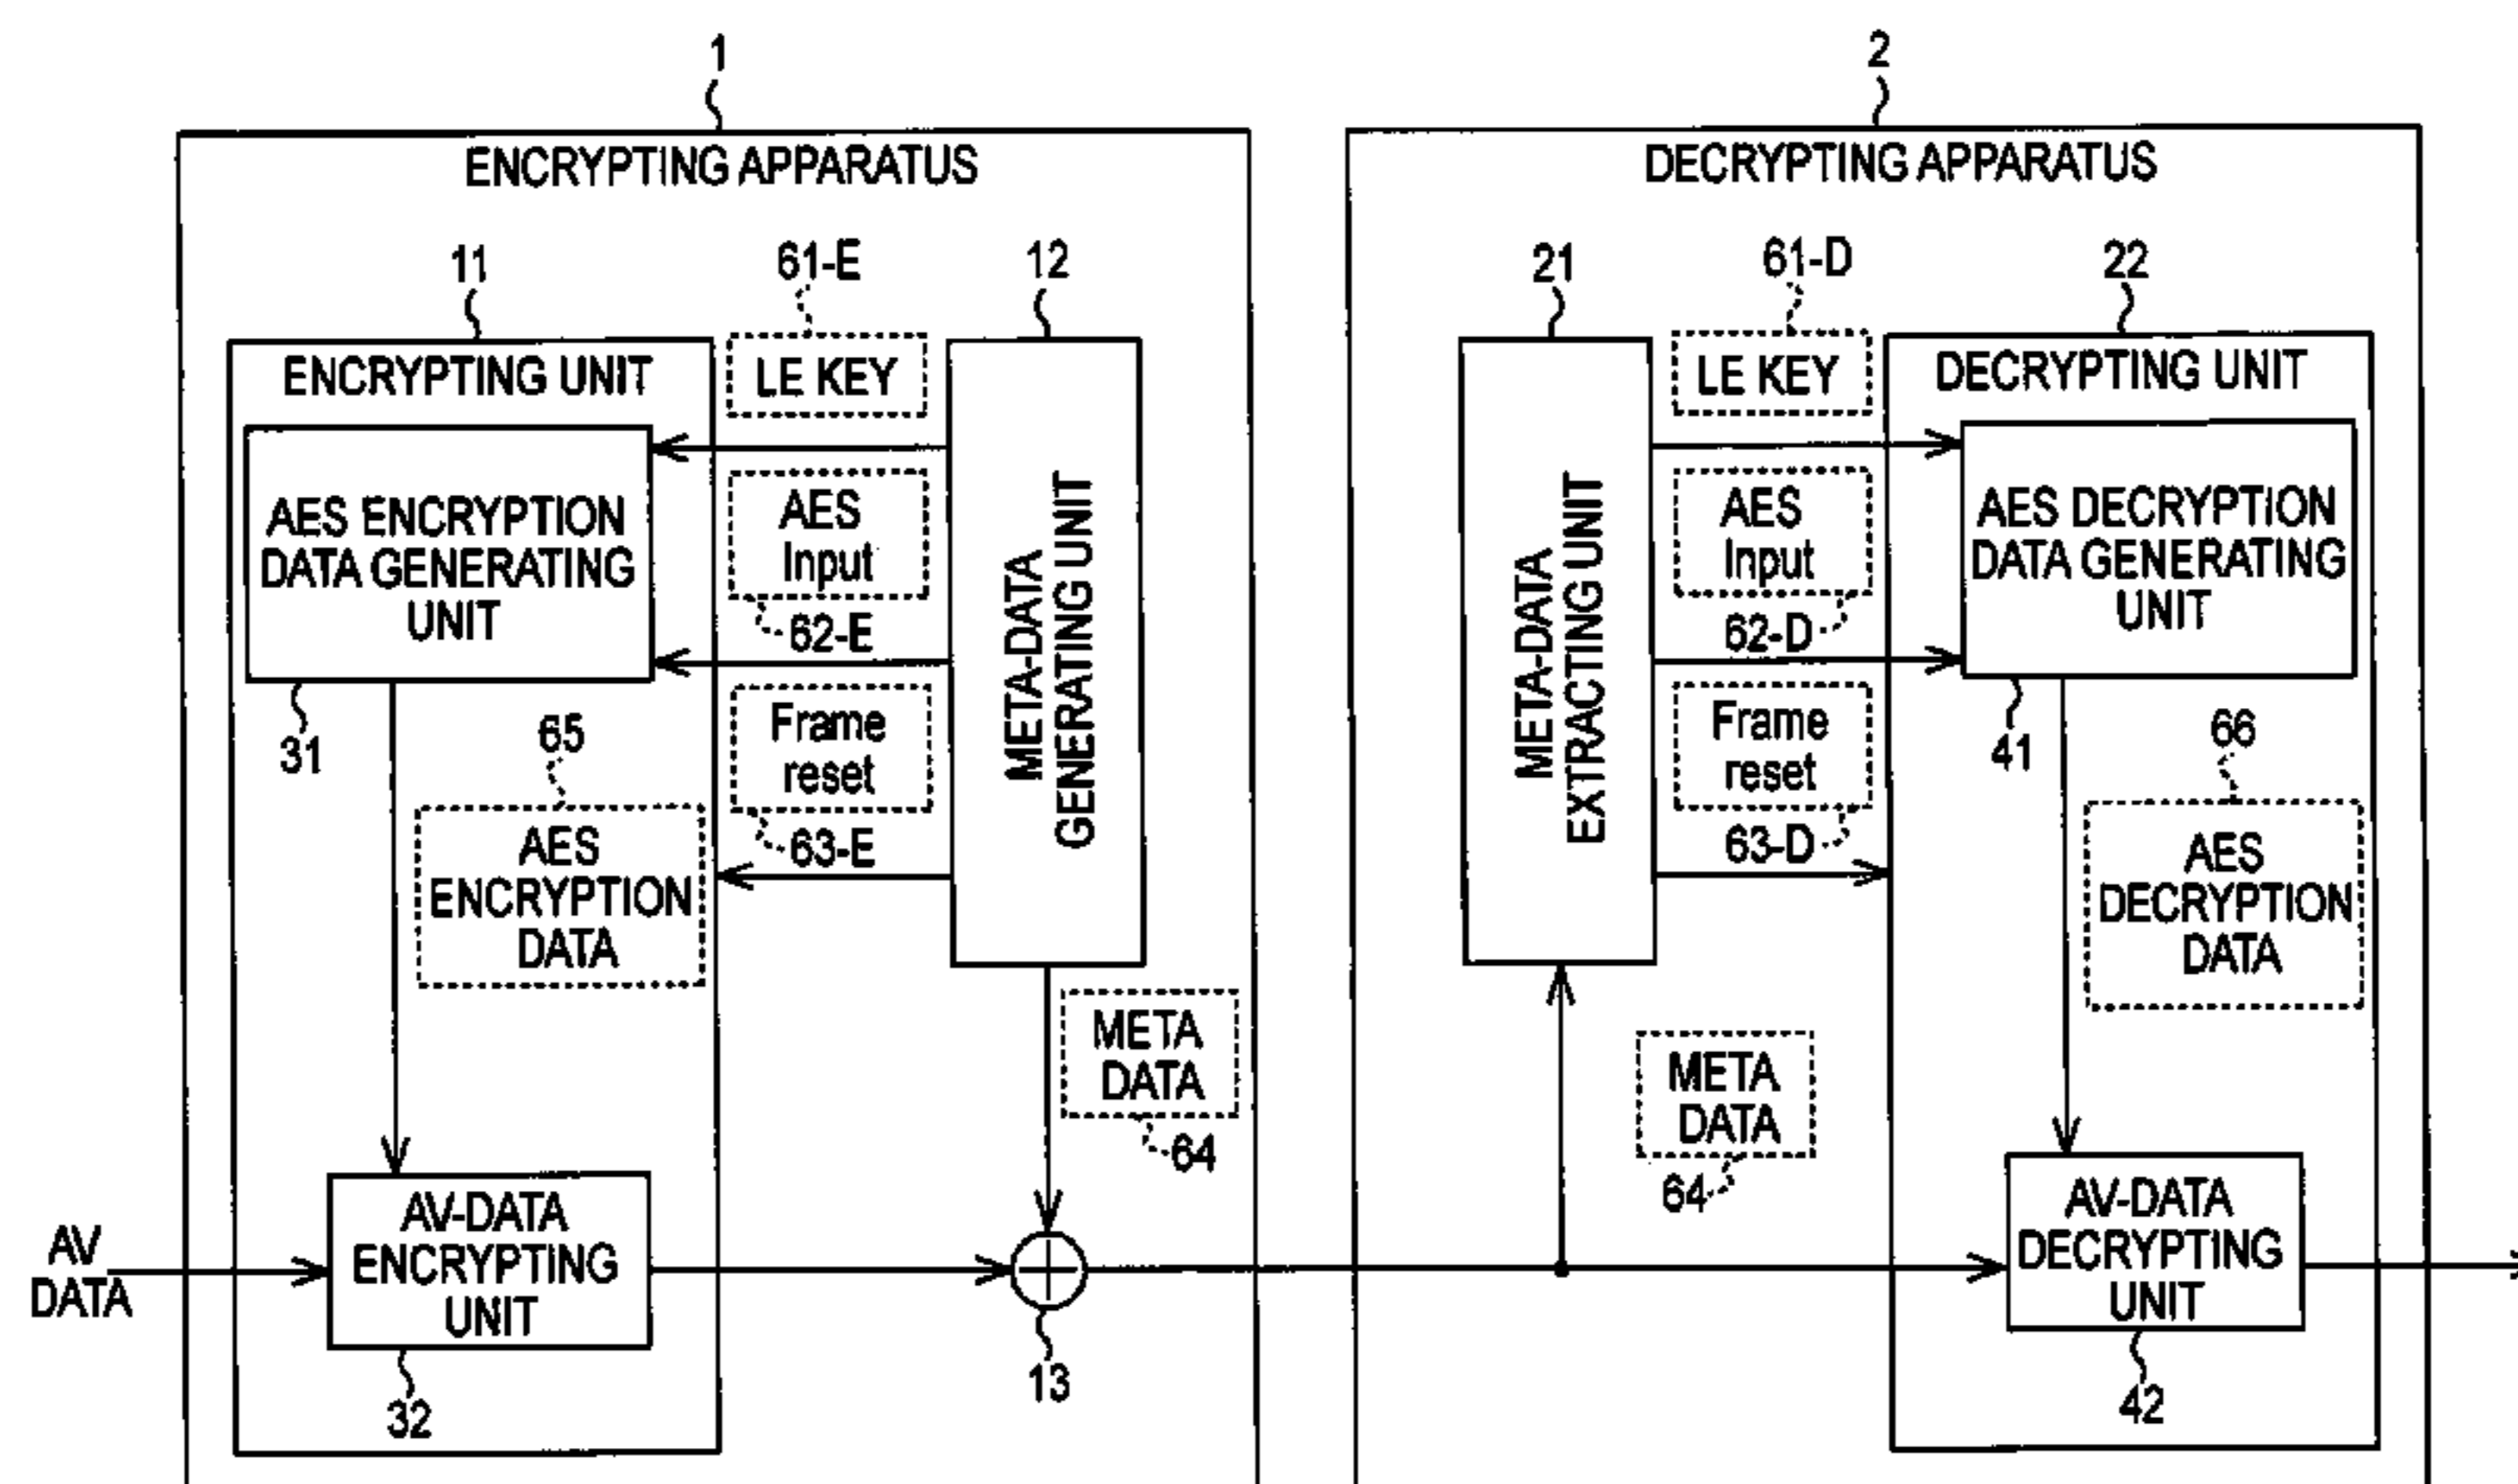 1
2
ENCRYPTING APPARATUS
DECRYPTING APPARATUS
11
61-E
12
21
61-D
22
ENCRYPTING UNIT
LE KEY
LE KEY
DECRYPTING UNIT
AES ENCRYPTION
DATA GENERATING
UNIT
AES
Input
62-E
META-DATA
GENERATING UNIT
META-DATA
EXTRACTING UNIT
AES
Input
62-D
AES DECRYPTION
DATA GENERATING
UNIT
31
65
Frame
reset
63-E
Frame
reset
63-D
41
66
AES
ENCRYPTION
DATA
AES
DECRYPTION
DATA
META
DATA
64
META
DATA
64
AV
DATA
AV-DATA
ENCRYPTING
UNIT
AV-DATA
DECRYPTING
UNIT
32
13
42